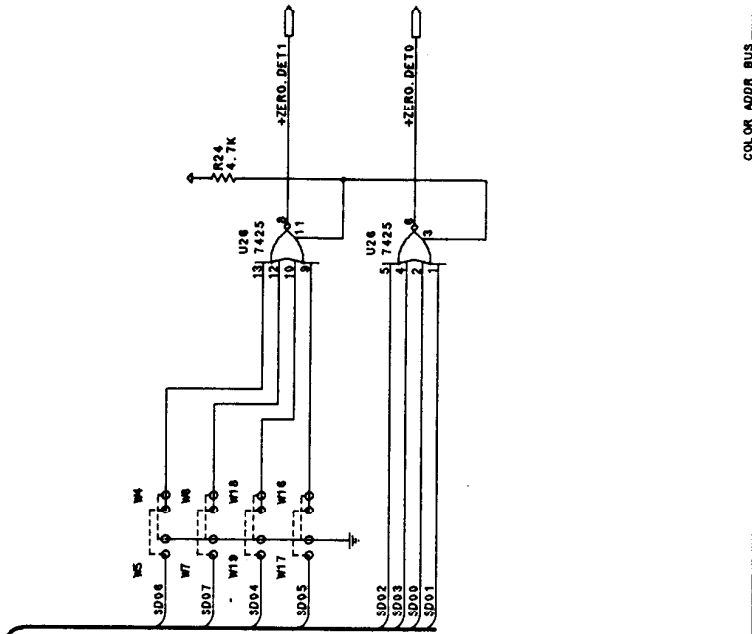 +ZERO.DET1
+ZERO.DET0
R24
4.7K
U26
7425
8
11
13
12
10
9
U26
7425
6
3
5
4
2
1
W4
W6
W18
W16
W5
W7
W19
W17
SD06
SD07
SD04
SD05
SD02
SD03
SD00
SD01
COLOR ADDR BUS